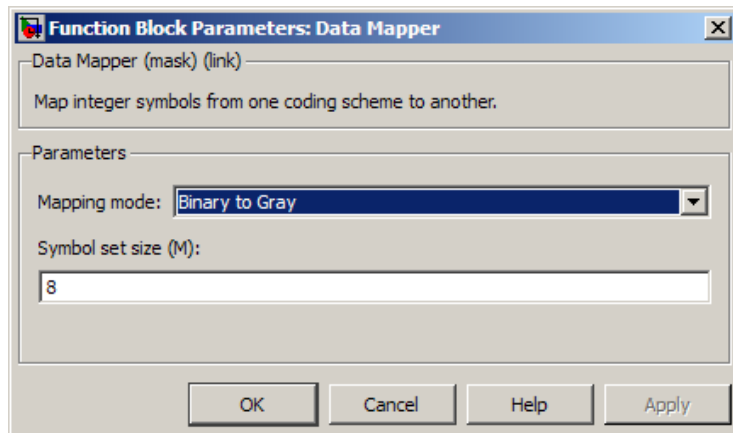 Function Block Parameters: Data Mapper
Data Mapper (mask) (link)
Map integer symbols from one coding scheme to another.
Parameters
Mapping mode: Binary to Gray
Symbol set size (M):
8
OK Cancel Help Apply